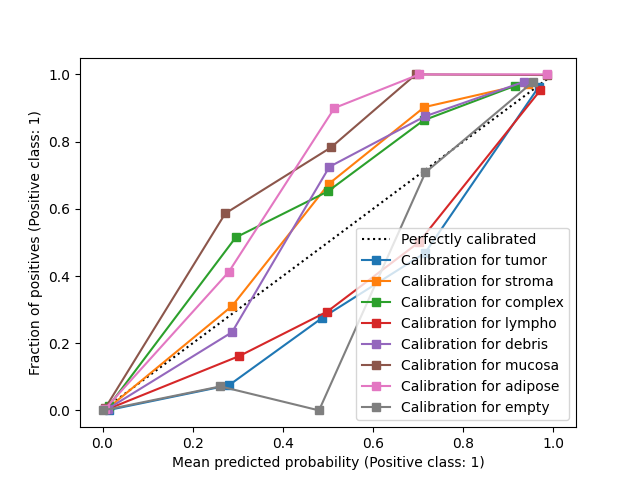 1.0
0.8
0.6
0.4
0.2
0.0
Fraction of positives (Positive class: 1)
Perfectly calibrated
Calibration for tumor
Calibration for stroma
Calibration for complex
Calibration for lympho
Calibration for debris
Calibration for mucosa
Calibration for adipose
Calibration for empty
0.0 0.2 0.4 0.6 0.8 1.0
Mean predicted probability (Positive class: 1)